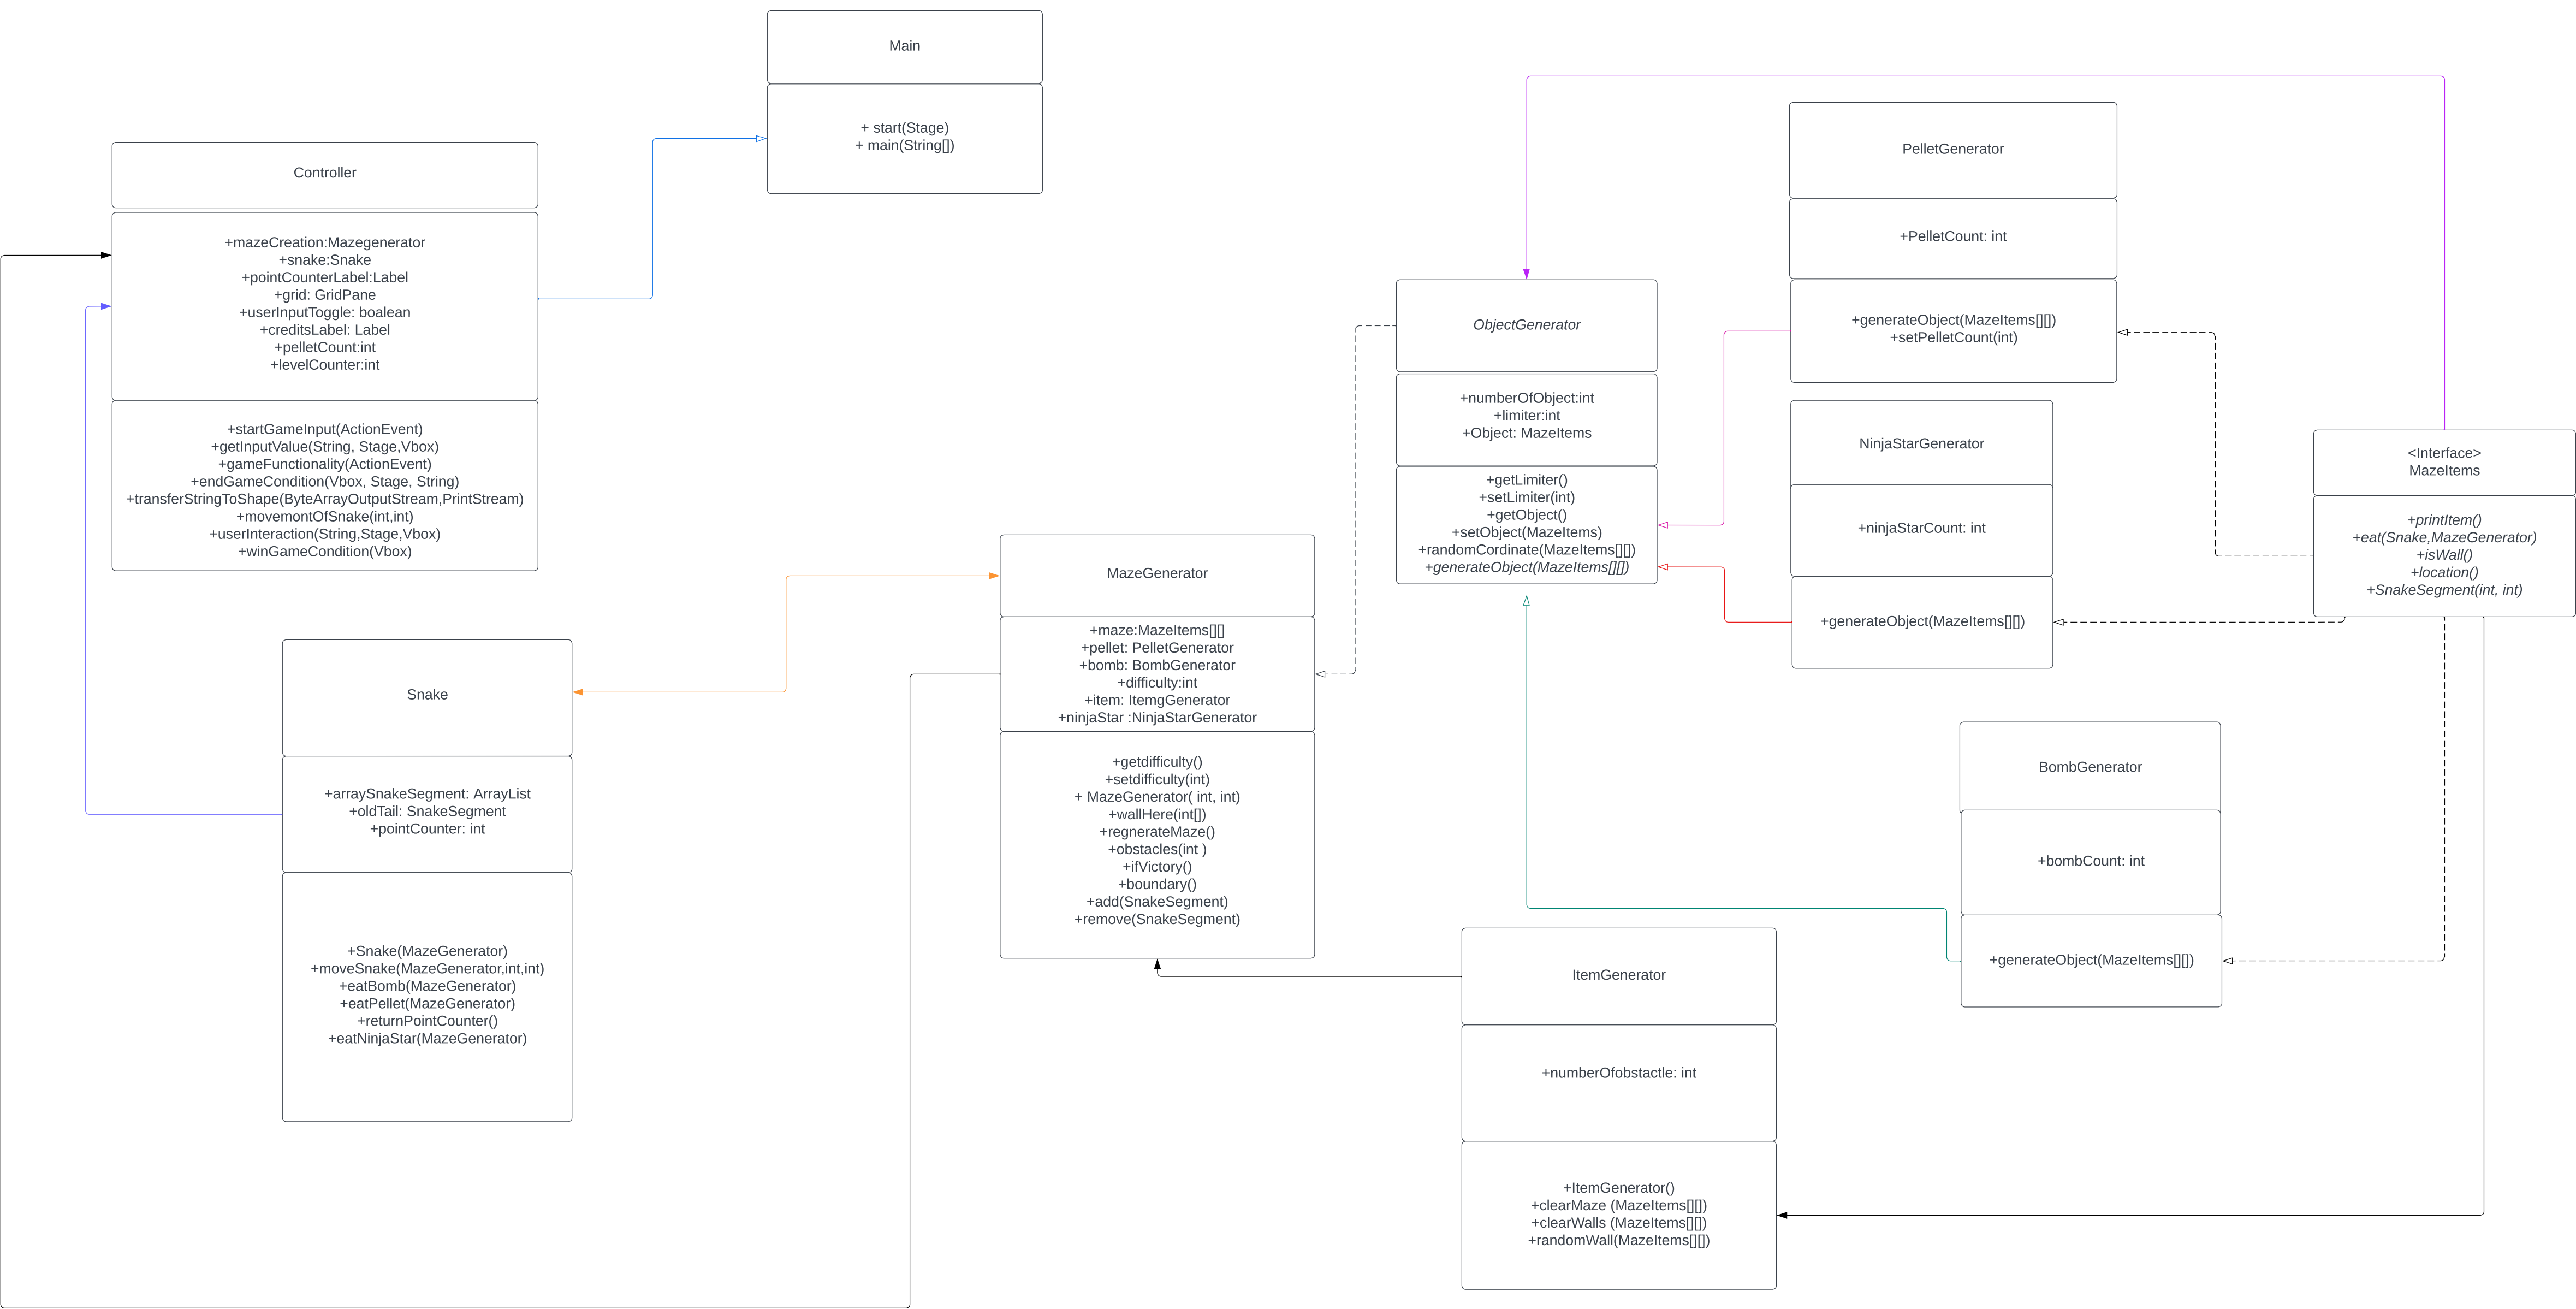 Main
+ start(Stage)
+ main(String[])
Controller
+mazeCreation:Mazegenerator
+snake:Snake
+pointCounterLabel:Label
+grid: GridPane
+userInputToggle: boalean
+creditsLabel: Label
+pelletCount:int
+levelCounter:int
+startGameInput(ActionEvent)
+getInputValue(String, Stage,Vbox)
+gameFunctionality(ActionEvent)
+endGameCondition(Vbox, Stage, String)
+transferStringToShape(ByteArrayOutputStream,PrintStream)
+movemontOfSnake(int,int)
+userInteraction(String,Stage,Vbox)
+winGameCondition(Vbox)
Snake
+arraySnakeSegment: ArrayList
+oldTail: SnakeSegment
+pointCounter: int
+Snake(MazeGenerator)
+moveSnake(MazeGenerator,int,int)
+eatBomb(MazeGenerator)
+eatPellet(MazeGenerator)
+returnPointCounter()
+eatNinjaStar(MazeGenerator)
MazeGenerator
+maze:MazeItems[][]
+pellet: PelletGenerator
+bomb: BombGenerator
+difficulty:int
+item: ItemgGenerator
+ninjaStar :NinjaStarGenerator
+getdifficulty()
+setdifficulty(int)
+ MazeGenerator( int, int)
+wallHere(int[])
+regnerateMaze()
+obstacles(int )
+ifVictory()
+boundary()
+add(SnakeSegment)
+remove(SnakeSegment)
ObjectGenerator
+numberOfObject:int
+limiter:int
+Object: MazeItems
+getLimiter()
+setLimiter(int)
+getObject()
+setObject(MazeItems)
+randomCordinate(MazeItems[][])
+generateObject(MazeItems[][])
PelletGenerator
+PelletCount: int
+generateObject(MazeItems[][])
+setPelletCount(int)
NinjaStarGenerator
+ninjaStarCount: int
+generateObject(MazeItems[][])
<Interface>
MazeItems
+printItem()
+eat(Snake,MazeGenerator)
+isWall()
+location()
+SnakeSegment(int, int)
BombGenerator
+bombCount: int
+generateObject(MazeItems[][])
ItemGenerator
+numberOfobstactle: int
+ItemGenerator()
+clearMaze (MazeItems[][])
+clearWalls (MazeItems[][])
+randomWall(MazeItems[][])